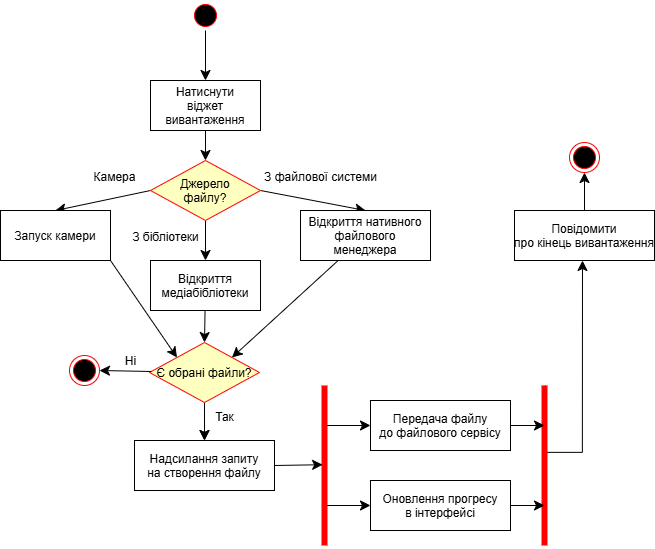 Натиснути
віджет
вивантаження
Джерело
файлу?
Камера
З файлової системи
З бібліотеки
Запуск камери
Відкриття
медіабібліотеки
Відкриття нативного
файлового
менеджера
Є обрані файли?
Ні
Так
Надсилання запиту
на створення файлу
Передача файлу
до файлового сервісу
Оновлення прогресу
в інтерфейсі
Повідомити
про кінець вивантаження